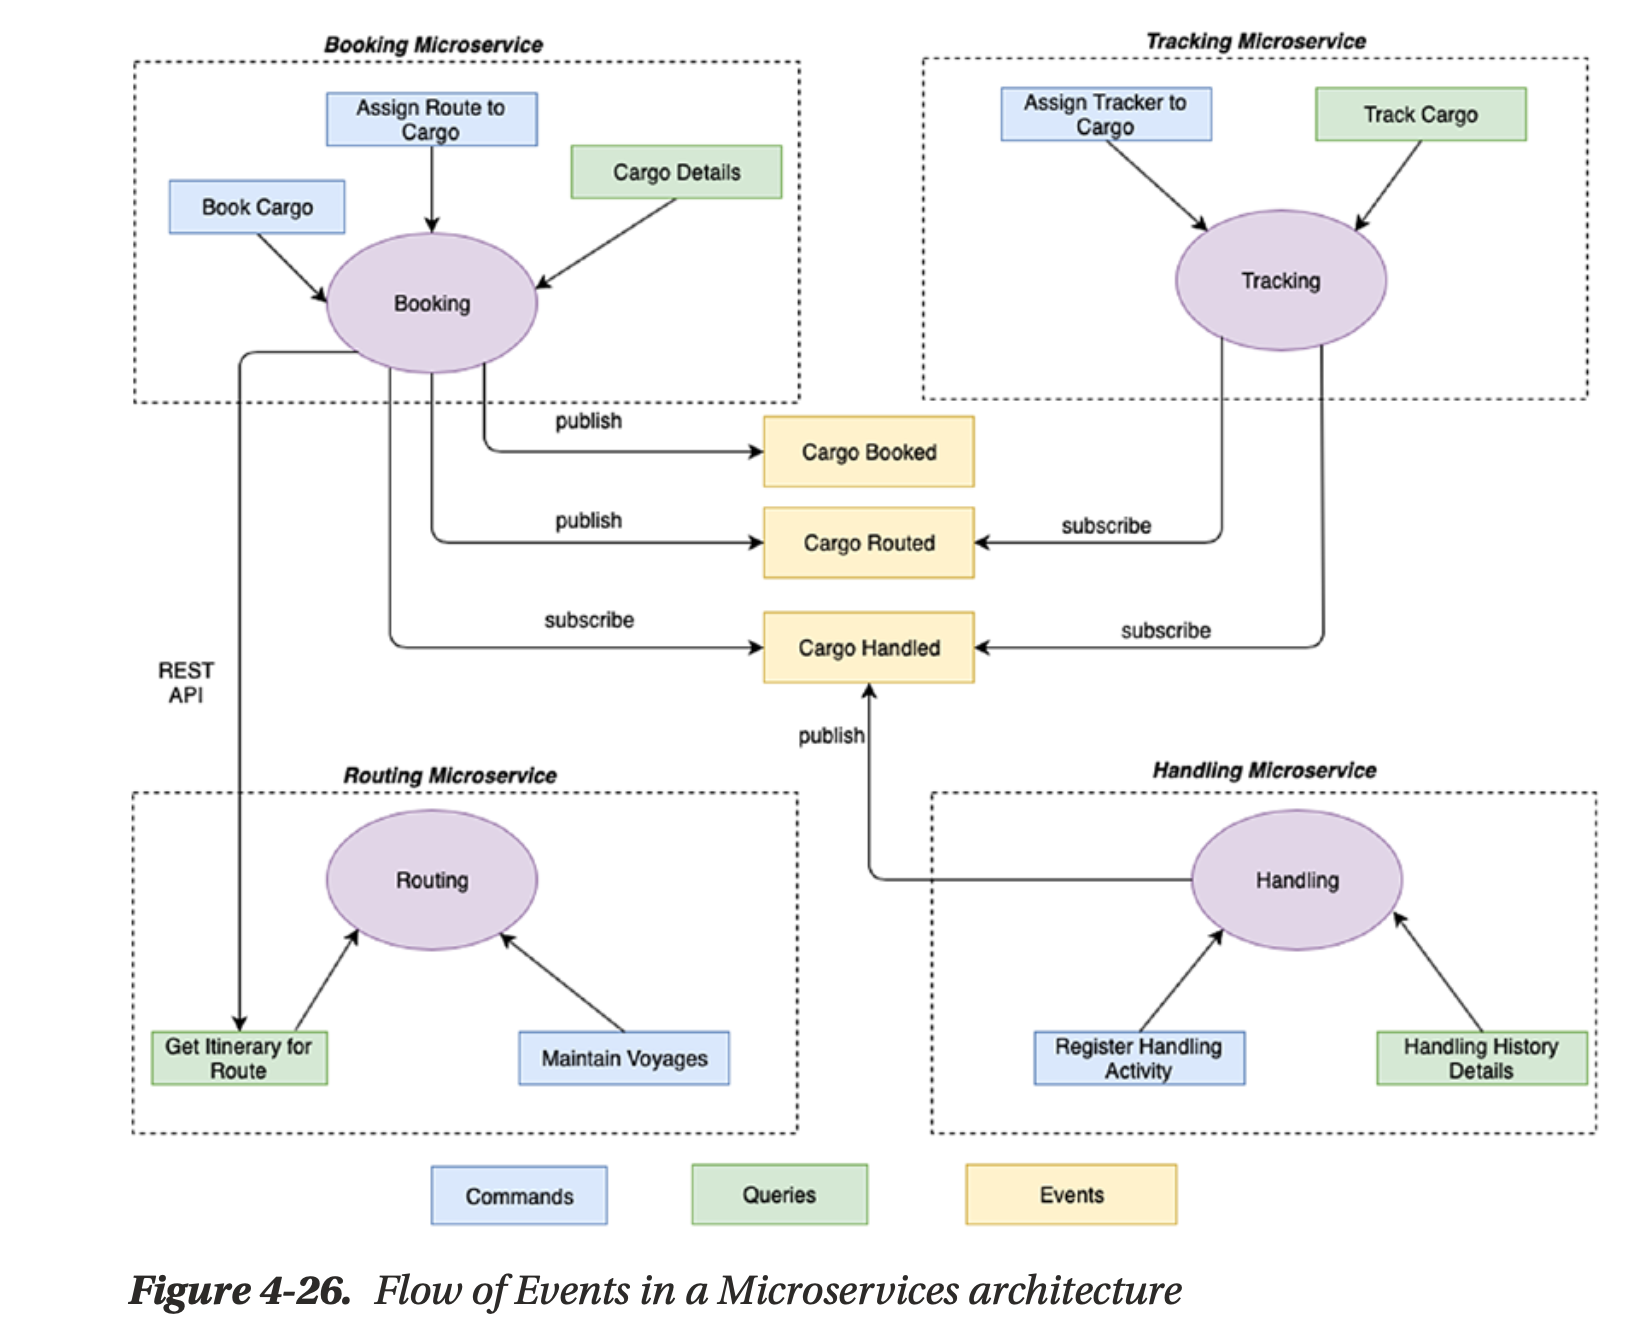 Booking Microservice
Tracking Microservice
Assign Route to
Cargo
Cargo Details
Book Cargo
Booking
Assign Tracker to
Cargo
Track Cargo
Tracking
publish
Cargo Booked
publish
Cargo Routed
subscribe
subscribe
Cargo Handled
subscribe
REST
API
publish
Routing Microservice
Handling Microservice
Routing
Handling
Get Itinerary for
Route
Maintain Voyages
Register Handling
Activity
Handling History
Details
Commands
Queries
Events
Figure 4-26. Flow of Events in a Microservices architecture